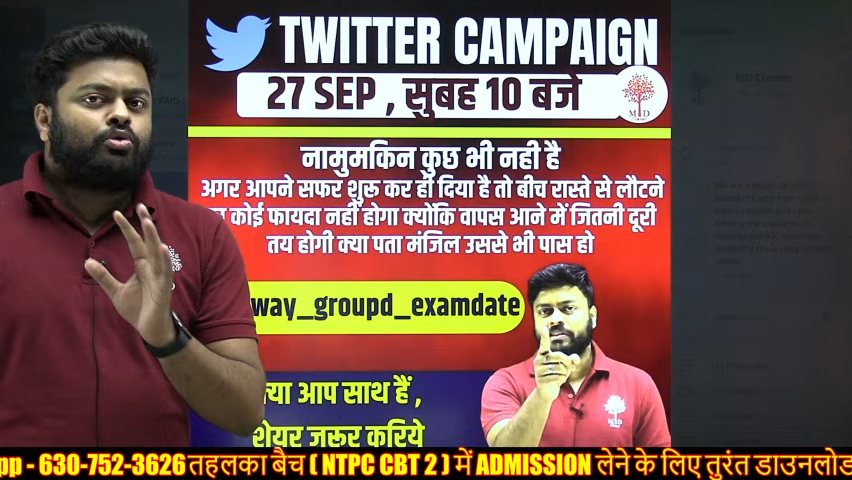 TWITTER CAMPAIGN
27 SEP , सुबह 10 बजे
नामुमकिन कुछ भी नही है
अगर आपने सफर शुरू कर ही दिया है तो बीच रास्ते से लौटने
कोई फायदा नहीं होगा क्योंकि वापस आने में जितनी दूरी
तय होगी क्या पता मंजिल उससे भी पास हो
way_groupd_examdate
आप साथ हैं ,
शेयर जरूर करिये
pp - 630-752-3626 तहलका बैच ( NTPC CBT 2 ) में ADMISSION लेने के लिए तुरंत डाउनलोड
MD Classes